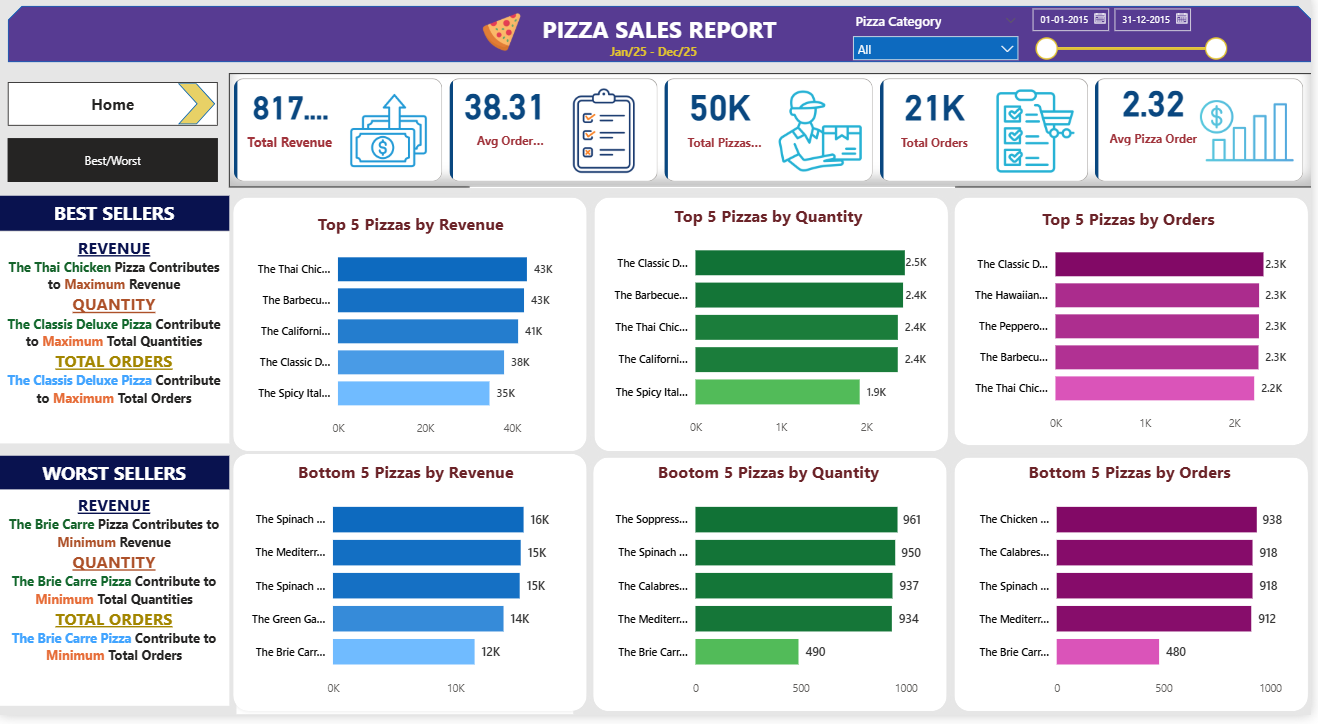 PIZZA SALES REPORT
Jan/25 - Dec/25
Pizza Category
All
01-01-2015
31-12-2015
Home
Best/Worst
817....
Total Revenue
38.31
Avg Order...
50K
Total Pizzas...
21K
Total Orders
2.32
Avg Pizza Order
BEST SELLERS
REVENUE
The Thai Chicken Pizza Contributes
to Maximum Revenue
QUANTITY
The Classis Deluxe Pizza Contribute
to Maximum Total Quantities
TOTAL ORDERS
The Classis Deluxe Pizza Contribute
to Maximum Total Orders
Top 5 Pizzas by Revenue
The Thai Chic... 43K
The Barbecu... 43K
The Californi... 41K
The Classic D... 38K
The Spicy Ital... 35K
0K 20K 40K
Top 5 Pizzas by Quantity
The Classic D... 2.5K
The Barbecue... 2.4K
The Thai Chic... 2.4K
The Californi... 2.4K
The Spicy Ital... 1.9K
0K 1K 2K
Top 5 Pizzas by Orders
The Classic D... 2.3K
The Hawaiian... 2.3K
The Peppero... 2.3K
The Barbecu... 2.3K
The Thai Chic... 2.2K
0K 1K 2K
WORST SELLERS
REVENUE
The Brie Carre Pizza Contributes to
Minimum Revenue
QUANTITY
The Brie Carre Pizza Contribute to
Minimum Total Quantities
TOTAL ORDERS
The Brie Carre Pizza Contribute to
Minimum Total Orders
Bottom 5 Pizzas by Revenue
The Spinach ... 16K
The Mediterr... 15K
The Spinach ... 15K
The Green Ga... 14K
The Brie Carr... 12K
0K 10K
Bootom 5 Pizzas by Quantity
The Soppress... 961
The Spinach ... 950
The Calabres... 937
The Mediterr... 934
The Brie Carr... 490
0 500 1000
Bottom 5 Pizzas by Orders
The Chicken ... 938
The Calabres... 918
The Spinach ... 918
The Mediterr... 912
The Brie Carr... 480
0 500 1000